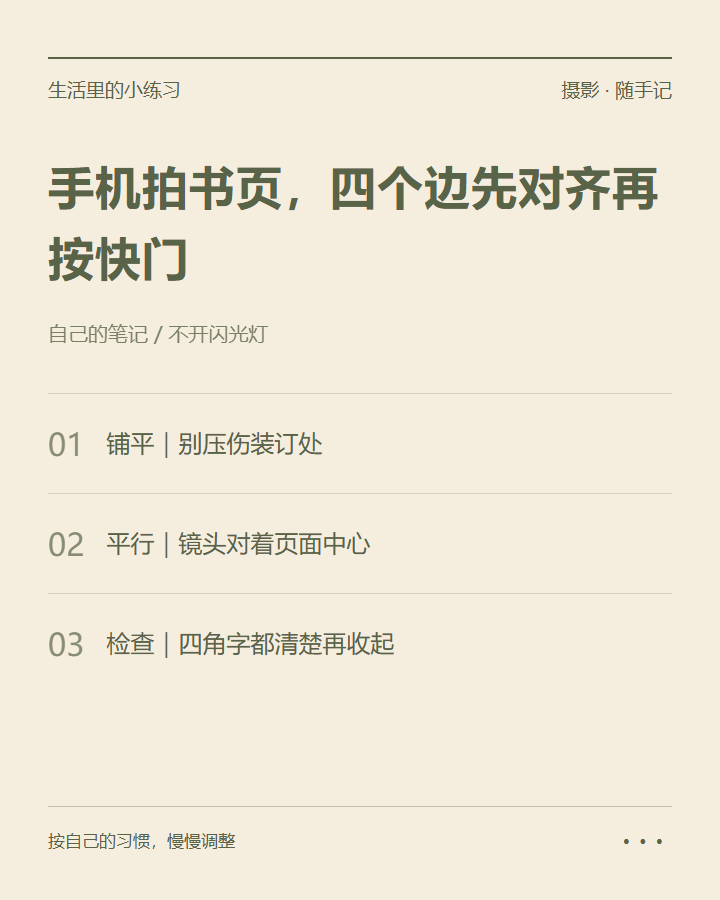 生活里的小练习
摄影 · 随手记
手机拍书页，四个边先对齐再
按快门
自己的笔记 / 不开闪光灯
01 铺平｜别压伤装订处
02 平行｜镜头对着页面中心
03 检查｜四角字都清楚再收起
按自己的习惯，慢慢调整
• • •